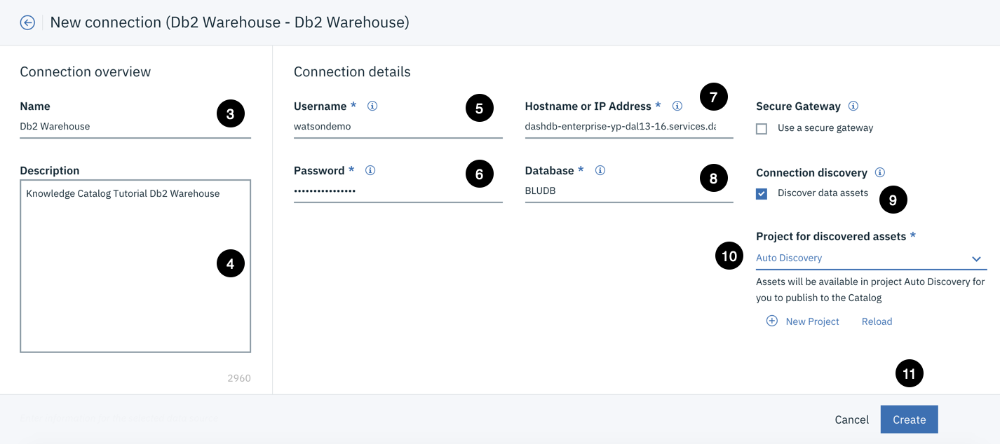 New connection (Db2 Warehouse - Db2 Warehouse)
Connection overview
Name
3
Db2 Warehouse
Description
Knowledge Catalog Tutorial Db2 Warehouse
4
2960
Connection details
Username *
5
watsondemo
Password *
6
••••••••••••••••
Hostname or IP Address *
7
dashdb-enterprise-yp-dal13-16.services.da
Database *
8
BLUDB
Secure Gateway
Use a secure gateway
Connection discovery
Discover data assets
9
Project for discovered assets *
10
Auto Discovery
Assets will be available in project Auto Discovery for
you to publish to the Catalog
New Project Reload
11
Cancel Create